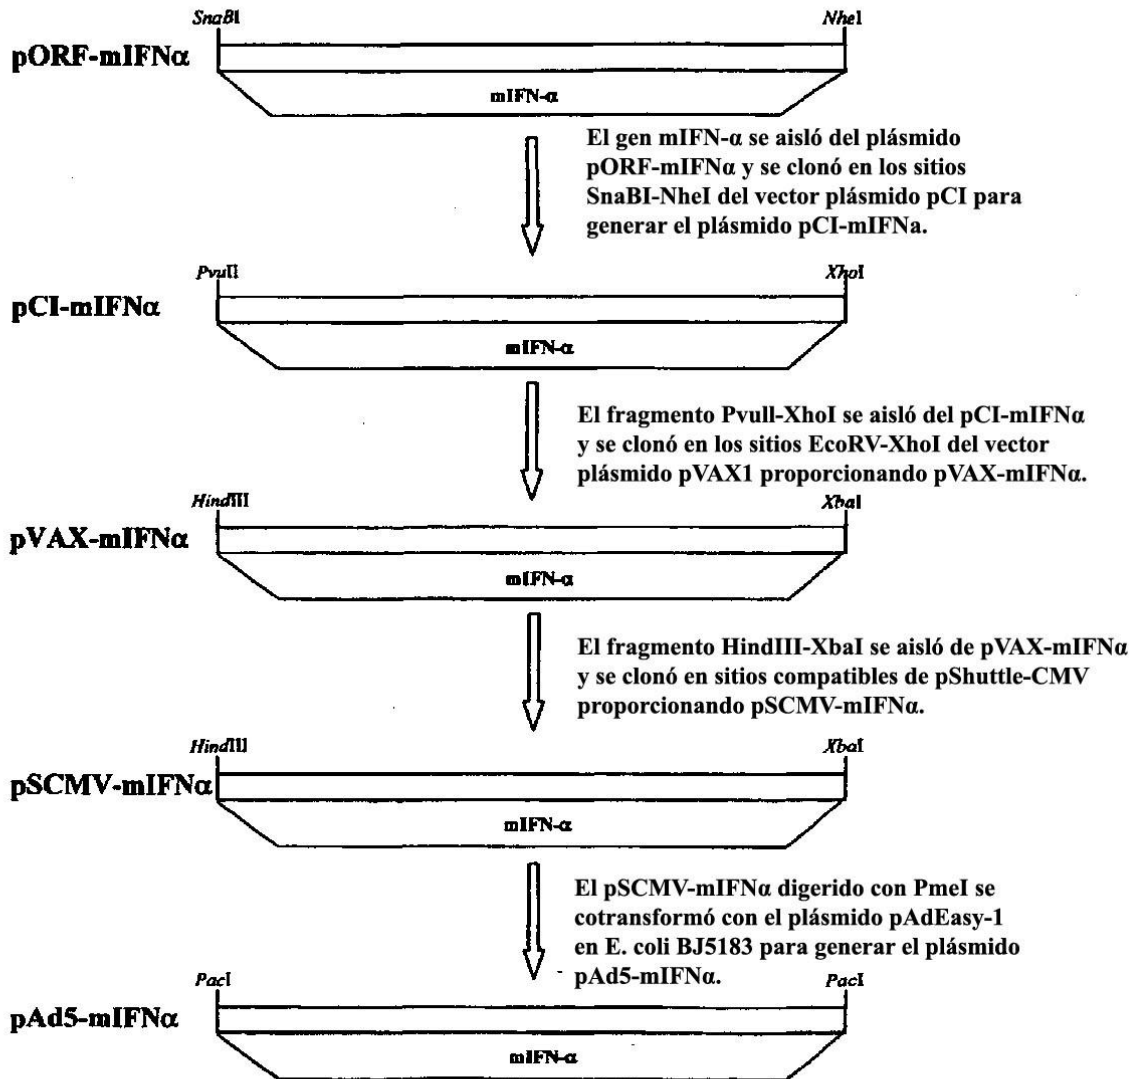 SnaBI NheI
pORF-mIFNα
mIFN-α
El gen mIFN-α se aisló del plásmido
pORF-mIFNα y se clonó en los sitios
SnaBI-NheI del vector plásmido pCI para
generar el plásmido pCI-mIFNa.
PvuII XhoI
pCI-mIFNα
mIFN-α
El fragmento Pvull-XhoI se aisló del pCI-mIFNα
y se clonó en los sitios EcoRV-XhoI del vector
plásmido pVAX1 proporcionando pVAX-mIFNα.
HindIII XbaI
pVAX-mIFNα
mIFN-α
El fragmento HindIII-XbaI se aisló de pVAX-mIFNα
y se clonó en sitios compatibles de pShuttle-CMV
proporcionando pSCMV-mIFNα.
HindIII XbaI
pSCMV-mIFNα
mIFN-α
El pSCMV-mIFNα digerido con PmeI se
cotransformó con el plásmido pAdEasy-1
en E. coli BJ5183 para generar el plásmido
pAd5-mIFNα.
PacI PacI
pAd5-mIFNα
mIFN-α